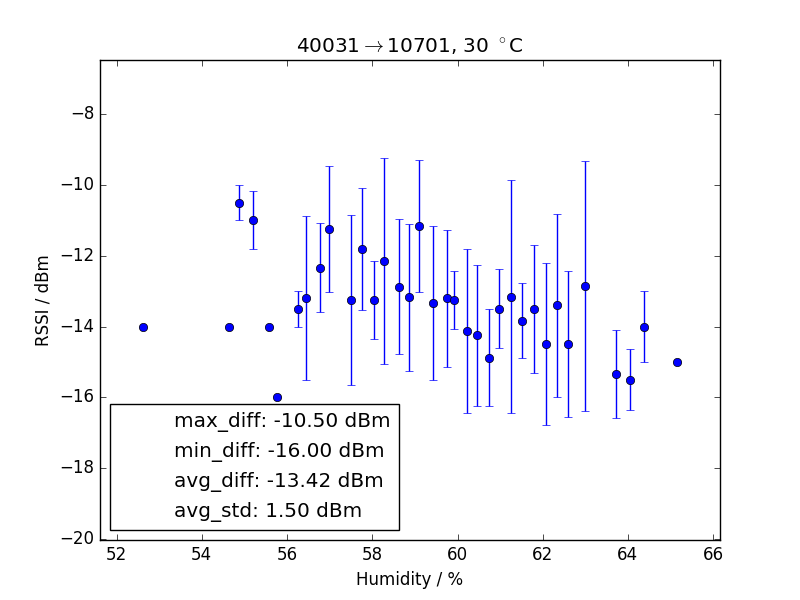 40031→10701, 30 °C
RSSI / dBm
−8
−10
−12
−14
−16
−18
−20
max_diff: -10.50 dBm
min_diff: -16.00 dBm
avg_diff: -13.42 dBm
avg_std: 1.50 dBm
52 54 56 58 60 62 64 66
Humidity / %